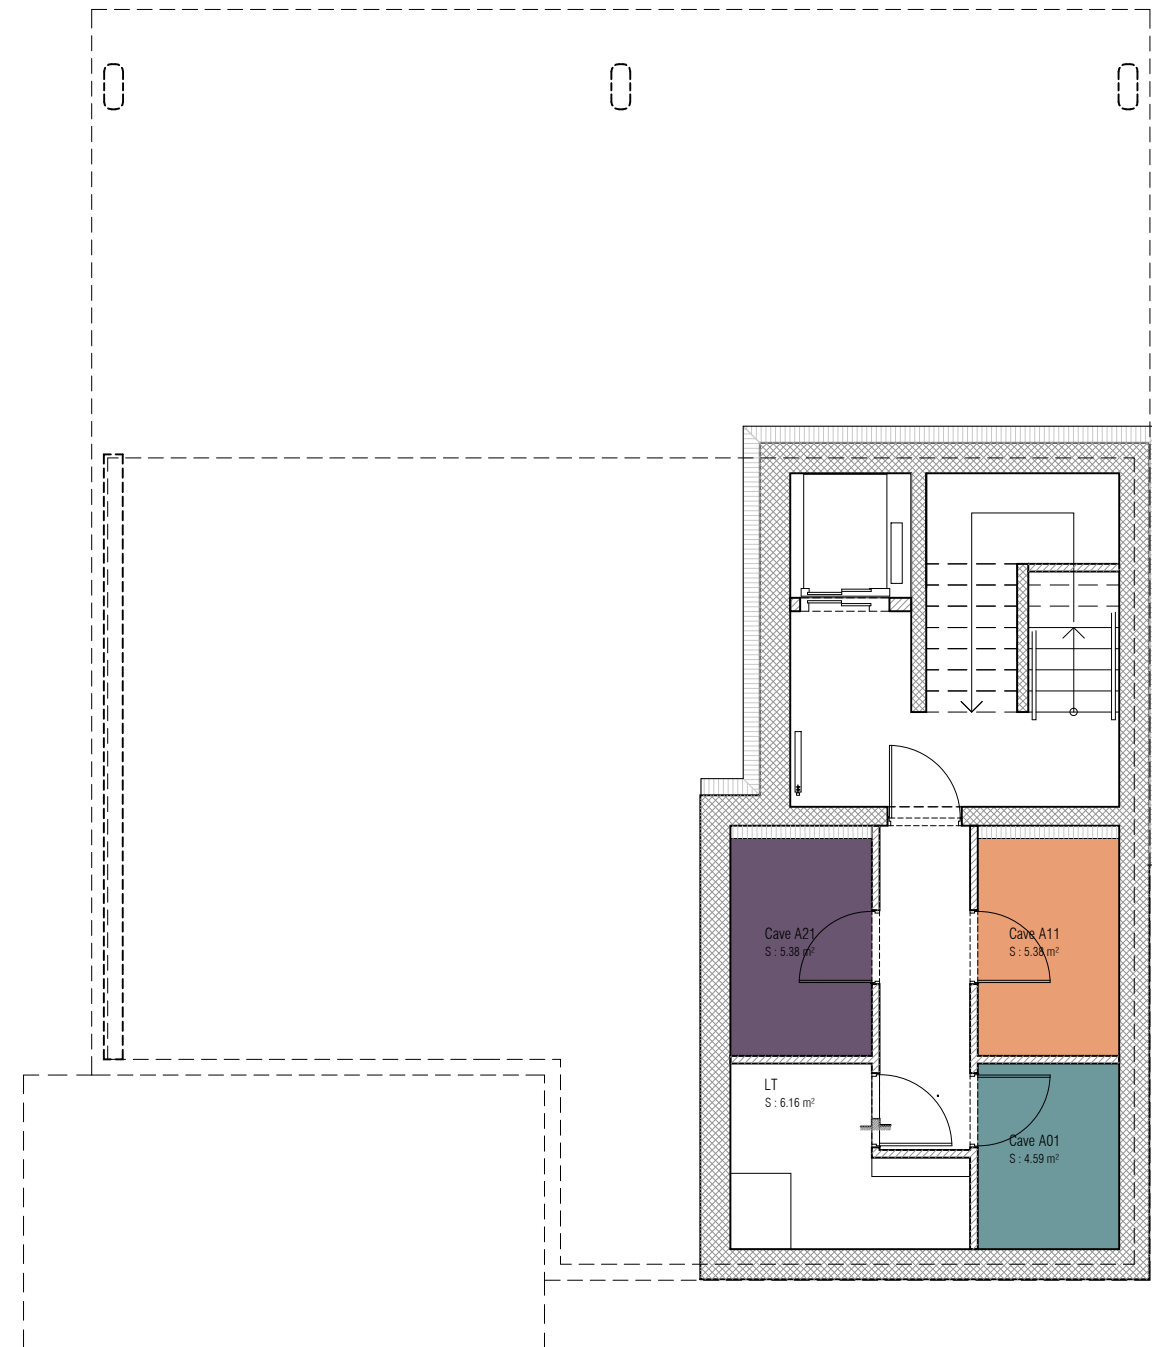 Cave A21
S : 5.38 m²
Cave A11
S : 5.38 m²
LT
S : 6.16 m²
Cave A01
S : 4.59 m²